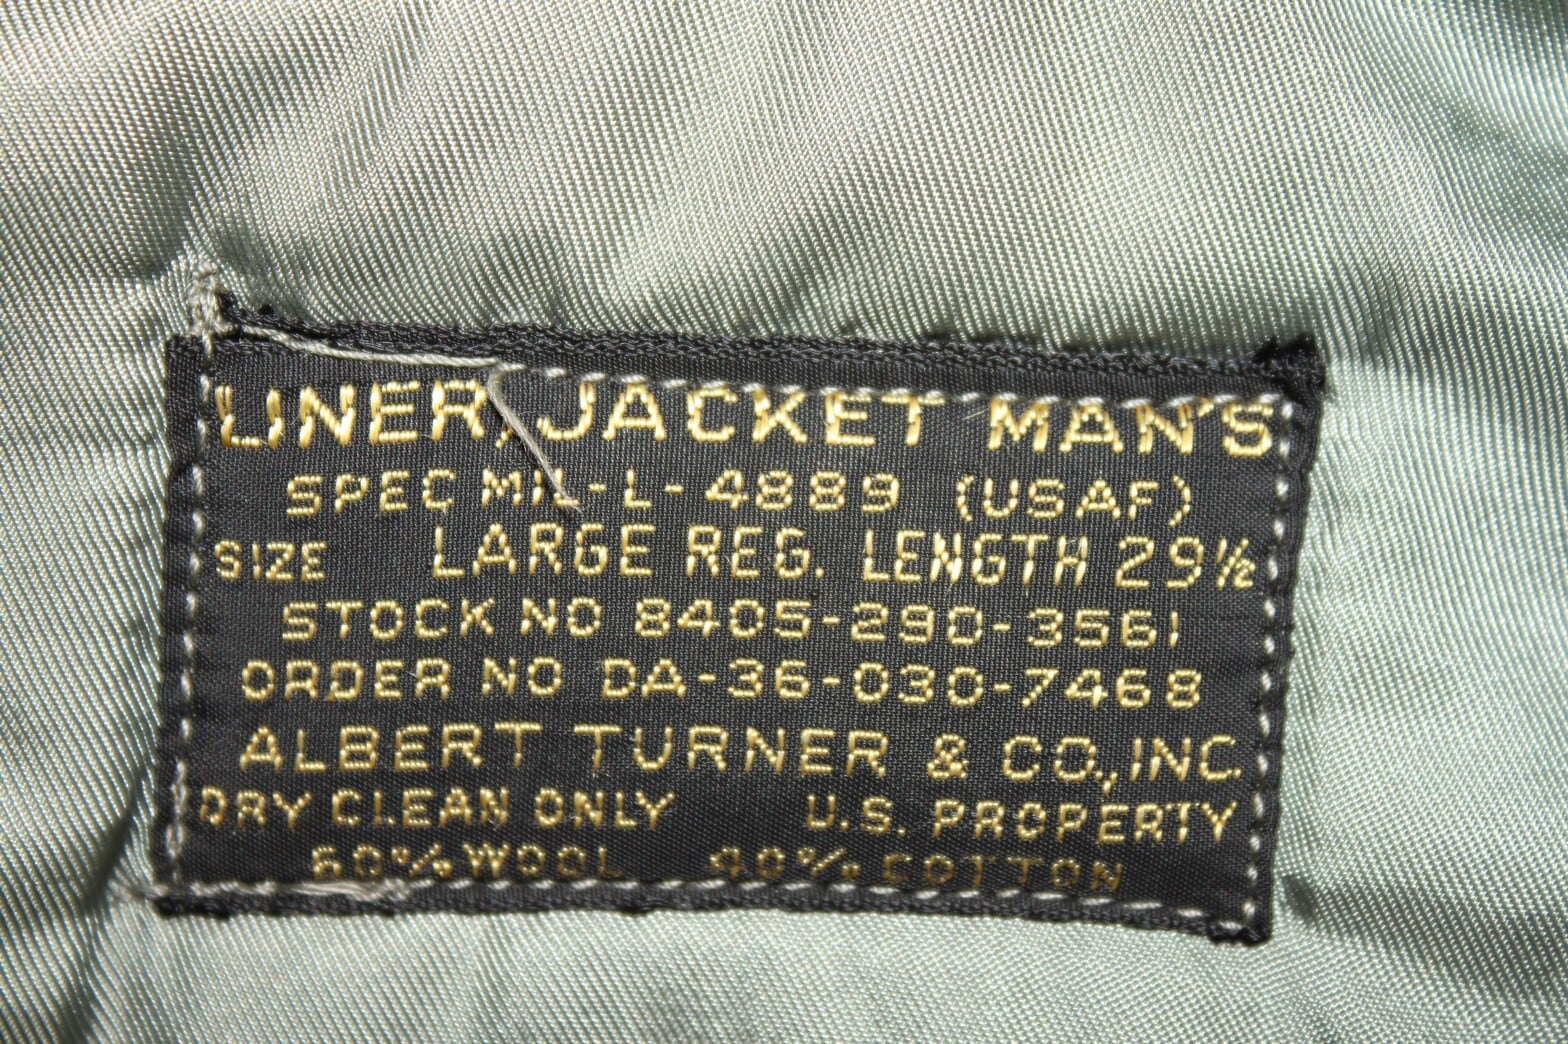 LINER, JACKET MAN'S
SPEC MIL-L-4889 (USAF)
SIZE LARGE REG. LENGTH 29½
STOCK NO 8405-290-3561
ORDER NO DA-36-030-7468
ALBERT TURNER & CO., INC.
DRY CLEAN ONLY U.S. PROPERTY
60% WOOL 40% COTTON